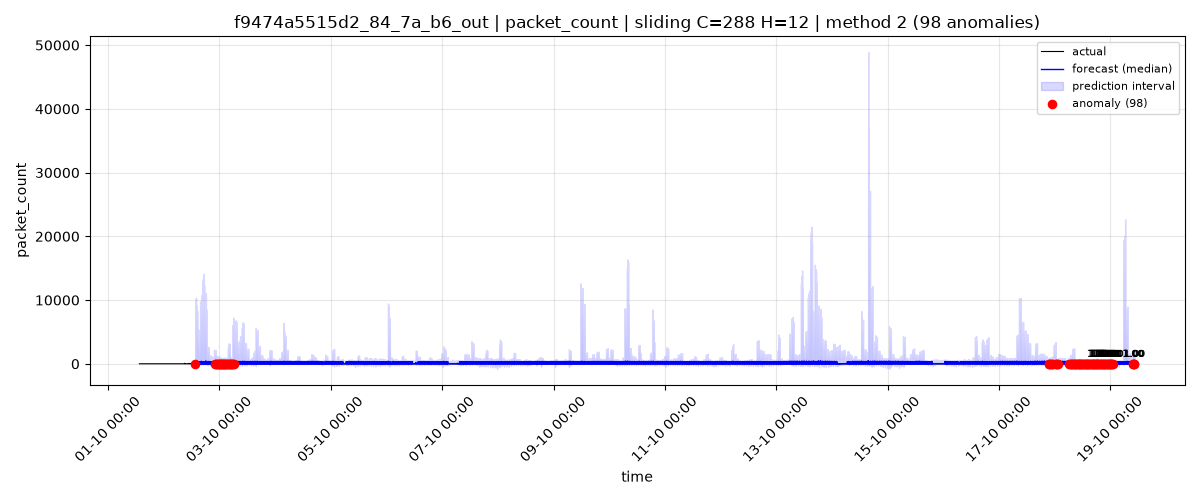 f9474a5515d2_84_7a_b6_out | packet_count | sliding C=288 H=12 | method 2 (98 anomalies)
actual
forecast (median)
prediction interval
anomaly (98)
packet_count
50000
40000
30000
20000
10000
0
01-10 00:00
03-10 00:00
05-10 00:00
07-10 00:00
09-10 00:00
11-10 00:00
13-10 00:00
15-10 00:00
17-10 00:00
19-10 00:00
time